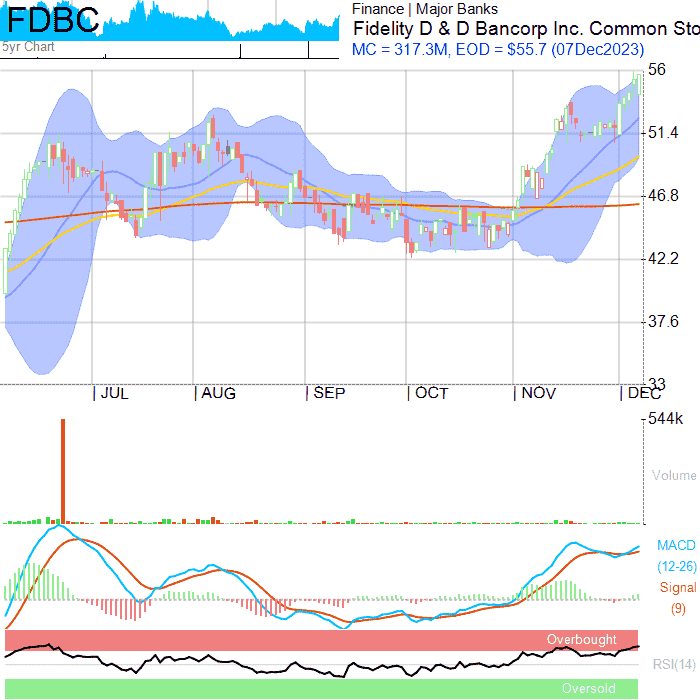 FDBC
5yr Chart
Finance | Major Banks
Fidelity D & D Bancorp Inc. Common Sto
MC = 317.3M, EOD = $55.7 (07Dec2023)
56
51.4
46.8
42.2
37.6
33
JUL AUG SEP OCT NOV DEC
544k
Volume
MACD
(12-26)
Signal
(9)
Overbought
RSI(14)
Oversold